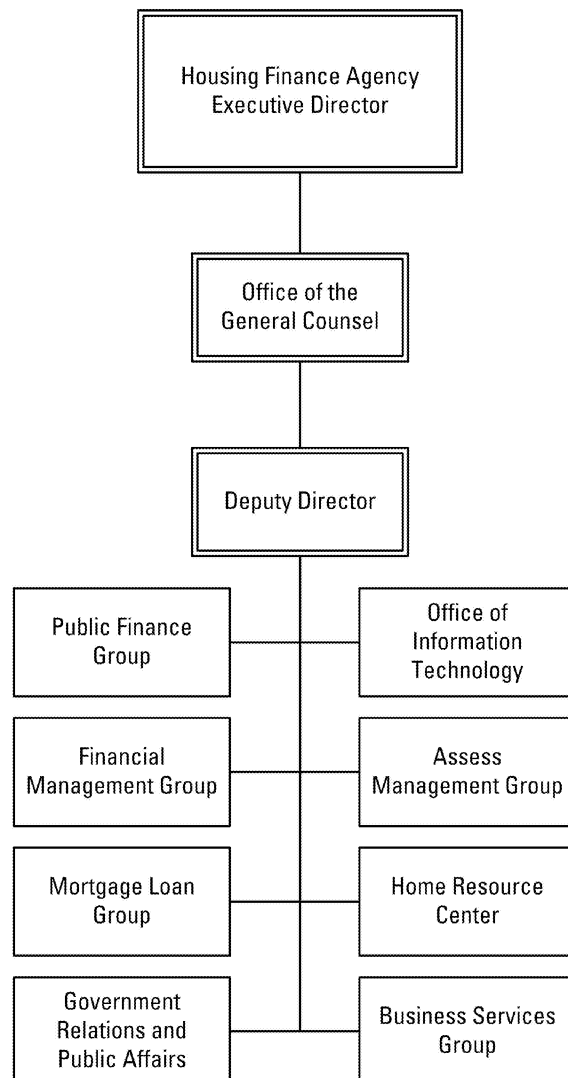 Housing Finance Agency
Executive Director
Office of the
General Counsel
Deputy Director
Public Finance
Group
Office of
Information
Technology
Financial
Management Group
Assess
Management Group
Mortgage Loan
Group
Home Resource
Center
Government
Relations and
Public Affairs
Business Services
Group